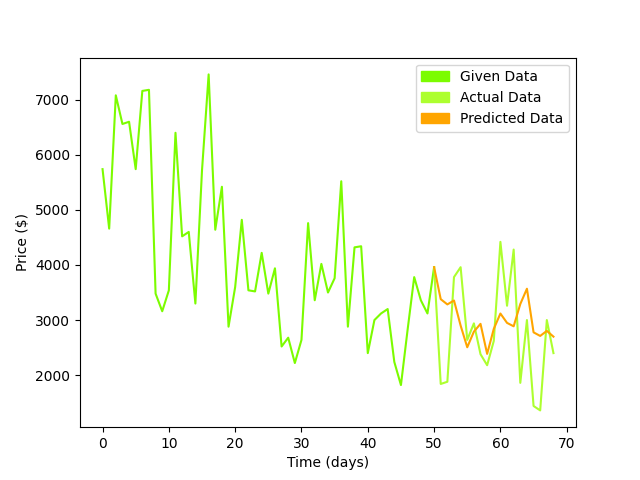 Given Data
Actual Data
Predicted Data
Price ($)
7000
6000
5000
4000
3000
2000
0 10 20 30 40 50 60 70
Time (days)